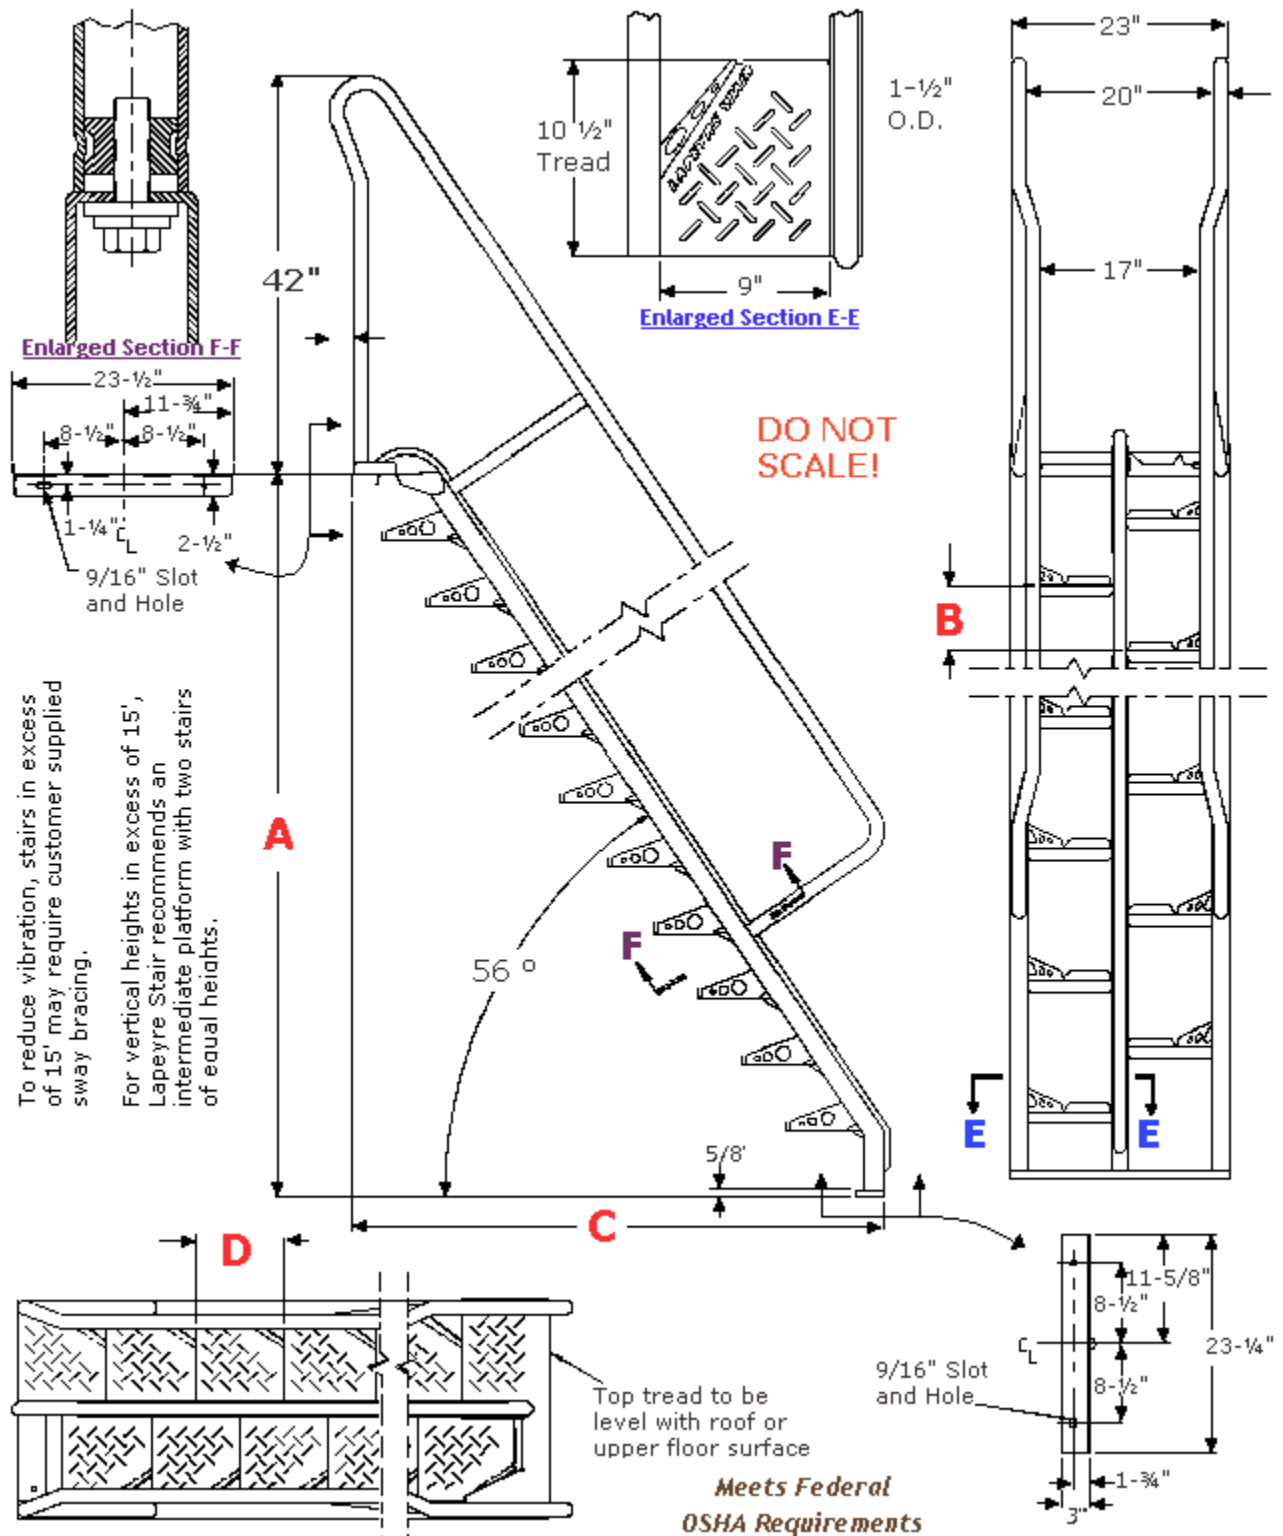 23"
20"
1-½"
O.D.
10 ½"
Tread
17"
9"
Enlarged Section E-E
42"
Enlarged Section F-F
23-½"
11-¾"
8-½"
8-½"
1-¼"
C
L
2-½"
9/16" Slot
and Hole
DO NOT
SCALE!
B
To reduce vibration, stairs in excess
of 15' may require customer supplied
sway bracing.
For vertical heights in excess of 15',
Lapeyre Stair recommends an
intermediate platform with two stairs
of equal heights.
A
F
F
56 º
E
E
5/8'
C
D
11-5/8"
8-½"
C
L
23-¼"
8-½"
9/16" Slot
and Hole
1-¾"
3"
Top tread to be
level with roof or
upper floor surface
Meets Federal
OSHA Requirements